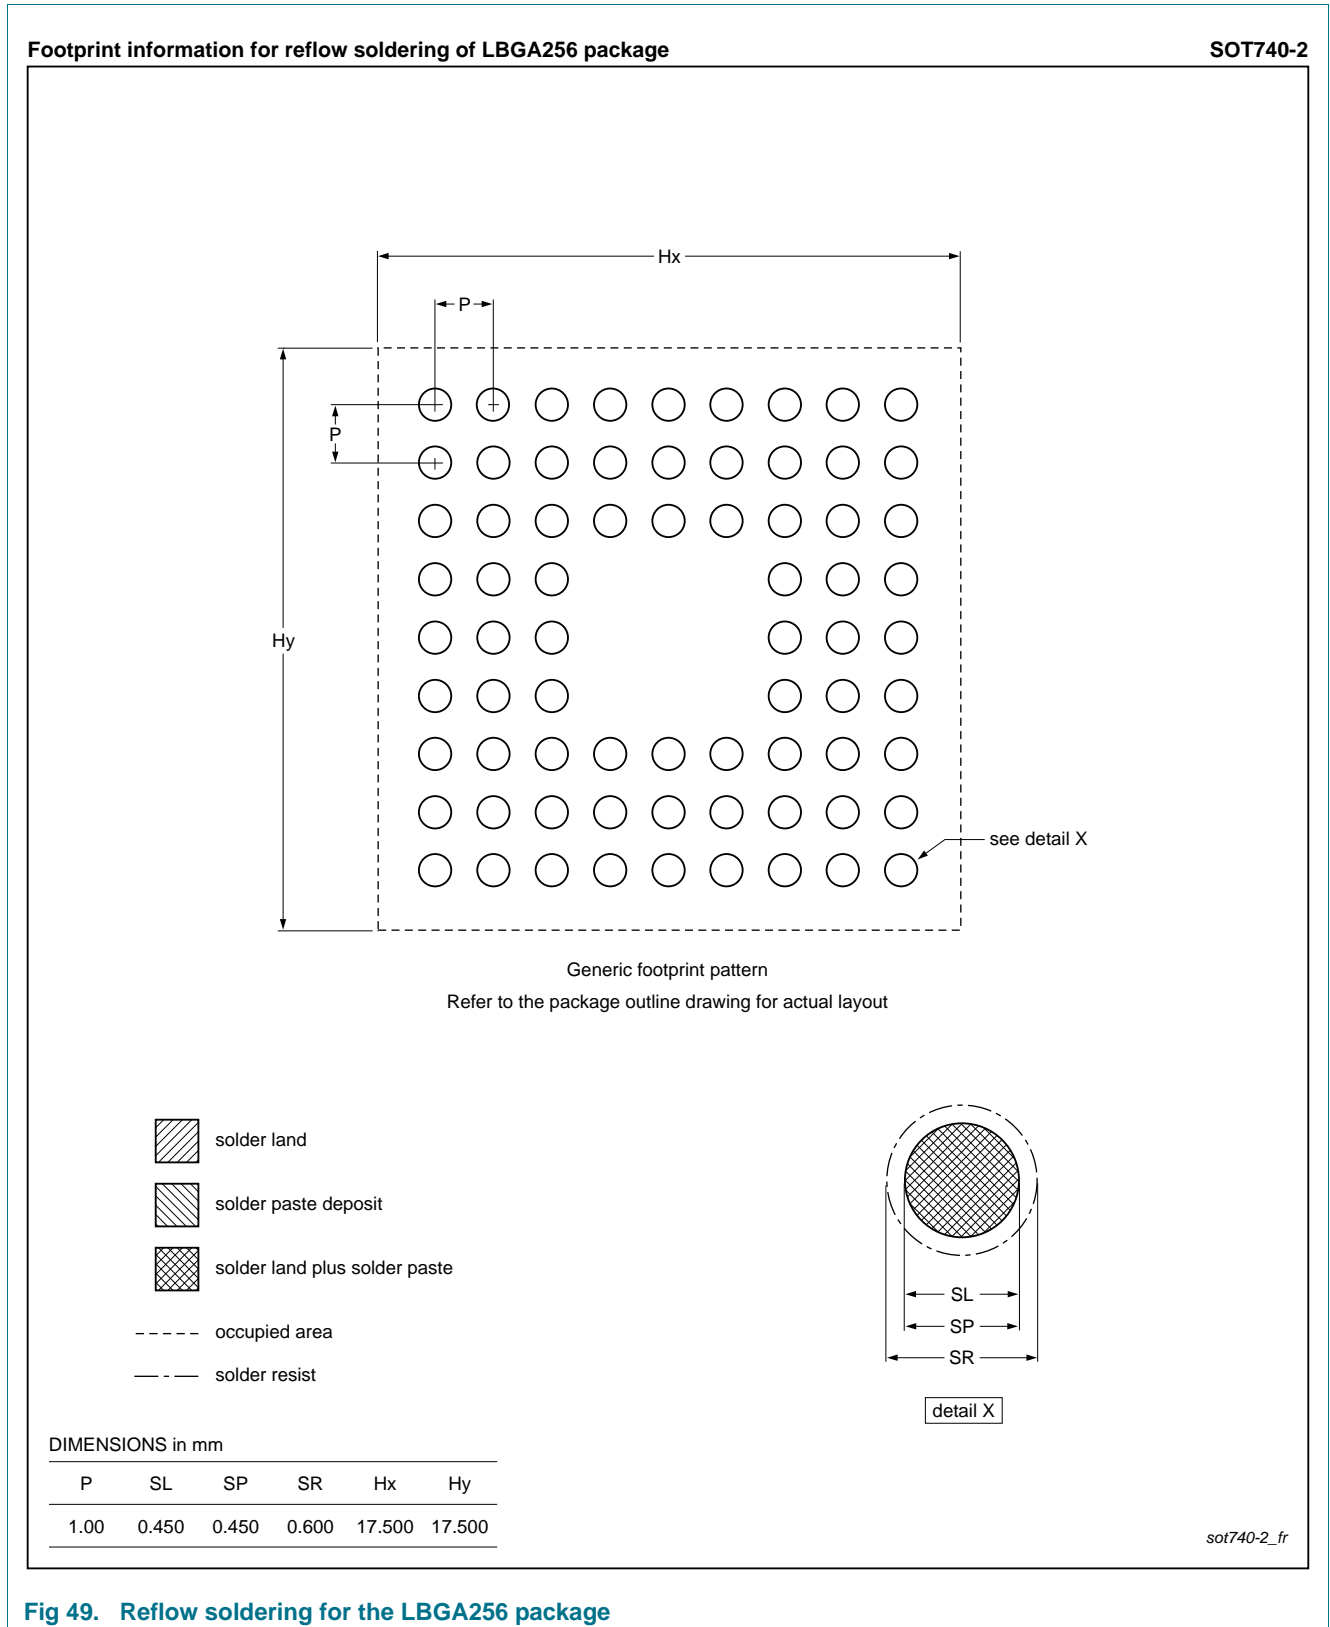 Footprint information for reflow soldering of LBGA256 package SOT740-2
Hx
P
P
Hy
see detail X
Generic footprint pattern
Refer to the package outline drawing for actual layout
solder land
solder paste deposit
solder land plus solder paste
occupied area
solder resist
SL
SP
SR
detail X
DIMENSIONS in mm
P SL SP SR Hx Hy
1.00 0.450 0.450 0.600 17.500 17.500
sot740-2_fr
Fig 49. Reflow soldering for the LBGA256 package